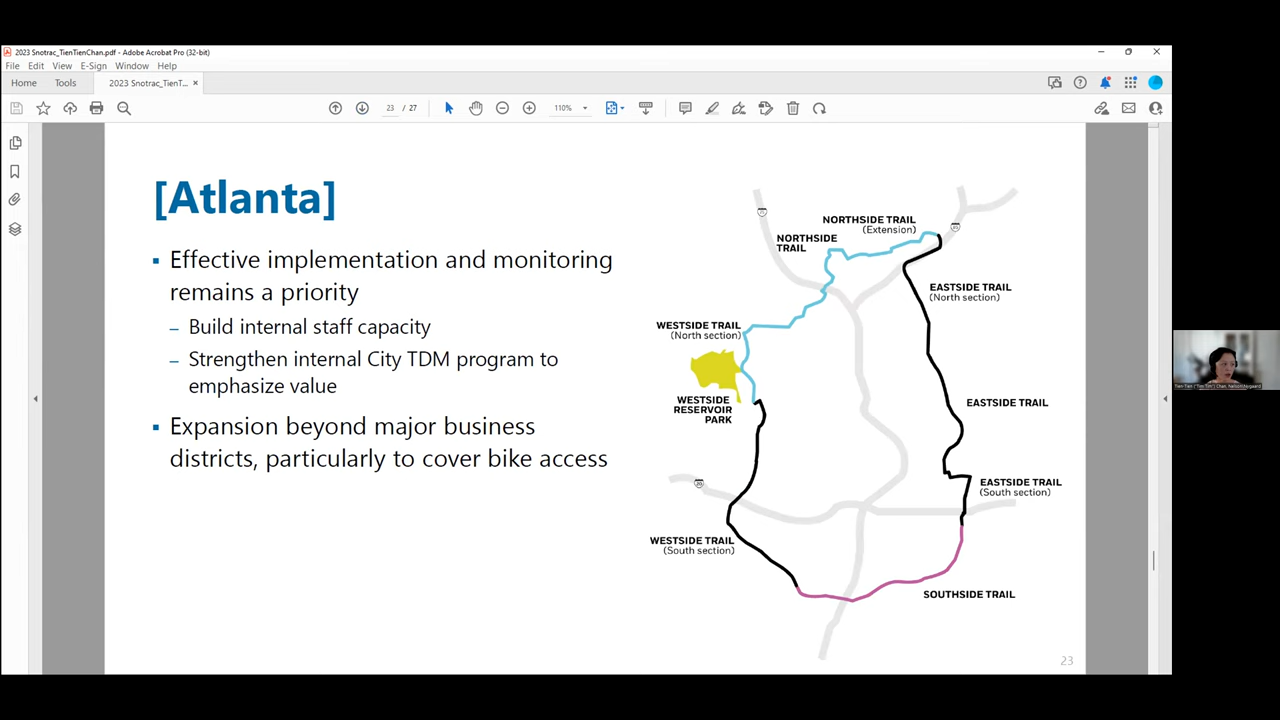 2023 Snotrac_TienTienChan.pdf - Adobe Acrobat Pro (32-bit)
File Edit View E-Sign Window Help
Home Tools 2023 Snotrac_TienT... ×
23 / 27 110%
[Atlanta]
▪ Effective implementation and monitoring
remains a priority
– Build internal staff capacity
– Strengthen internal City TDM program to
emphasize value
▪ Expansion beyond major business
districts, particularly to cover bike access
NORTHSIDE TRAIL
(Extension)
NORTHSIDE
TRAIL
EASTSIDE TRAIL
(North section)
WESTSIDE TRAIL
(North section)
WESTSIDE
RESERVOIR
PARK
EASTSIDE TRAIL
EASTSIDE TRAIL
(South section)
20
WESTSIDE TRAIL
(South section)
SOUTHSIDE TRAIL
23